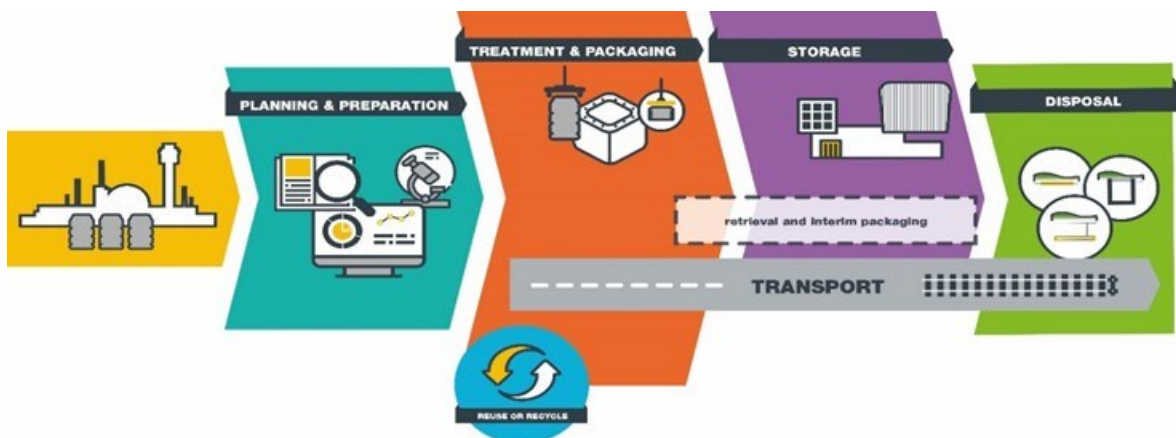 PLANNING & PREPARATION
TREATMENT & PACKAGING
STORAGE
DISPOSAL
retrieval and interim packaging
TRANSPORT
REUSE OR RECYCLE